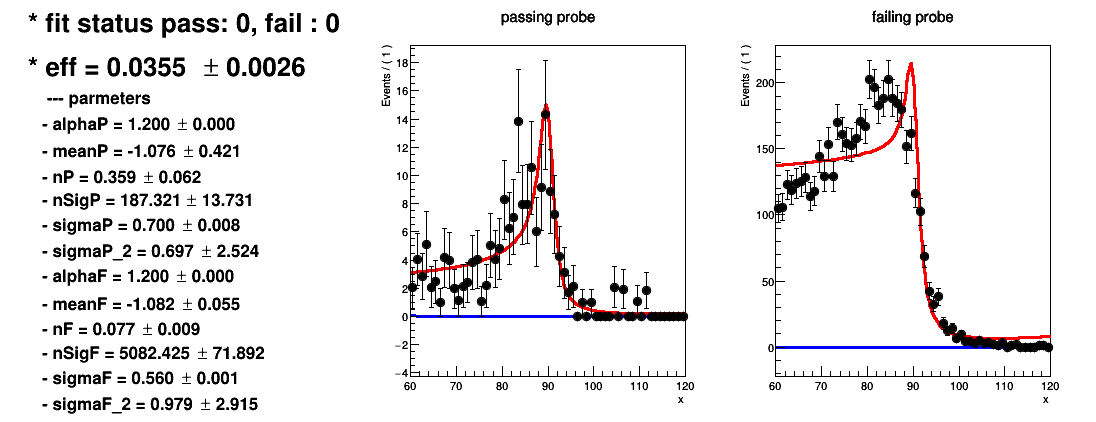 * fit status pass: 0, fail : 0
* eff = 0.0355 ± 0.0026
--- parmeters
- alphaP = 1.200 ± 0.000
- meanP = -1.076 ± 0.421
- nP = 0.359 ± 0.062
- nSigP = 187.321 ± 13.731
- sigmaP = 0.700 ± 0.008
- sigmaP_2 = 0.697 ± 2.524
- alphaF = 1.200 ± 0.000
- meanF = -1.082 ± 0.055
- nF = 0.077 ± 0.009
- nSigF = 5082.425 ± 71.892
- sigmaF = 0.560 ± 0.001
- sigmaF_2 = 0.979 ± 2.915
passing probe
Events / ( 1 )
18
16
14
12
10
8
6
4
2
0
−2
−4
60 70 80 90 100 110 120
x
failing probe
Events / ( 1 )
200
150
100
50
0
60 70 80 90 100 110 120
x